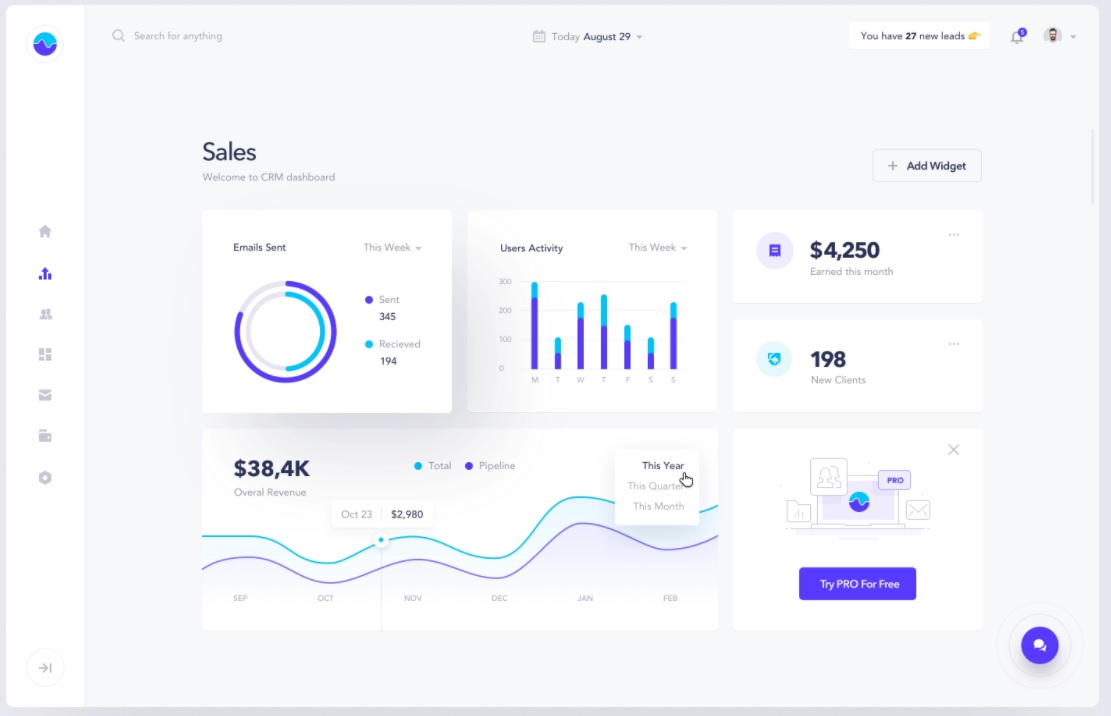 Search for anything
Today August 29
You have 27 new leads 👉
5
Sales
Welcome to CRM dashboard
+ Add Widget
Emails Sent
This Week
Sent
345
Recieved
194
Users Activity
This Week
300
200
100
0
M T W T F S S
$4,250
Earned this month
198
New Clients
$38,4K
Overal Revenue
Total
Pipeline
This Year
This Quarter
This Month
Oct 23 | $2,980
SEP OCT NOV DEC JAN FEB
PRO
Try PRO For Free